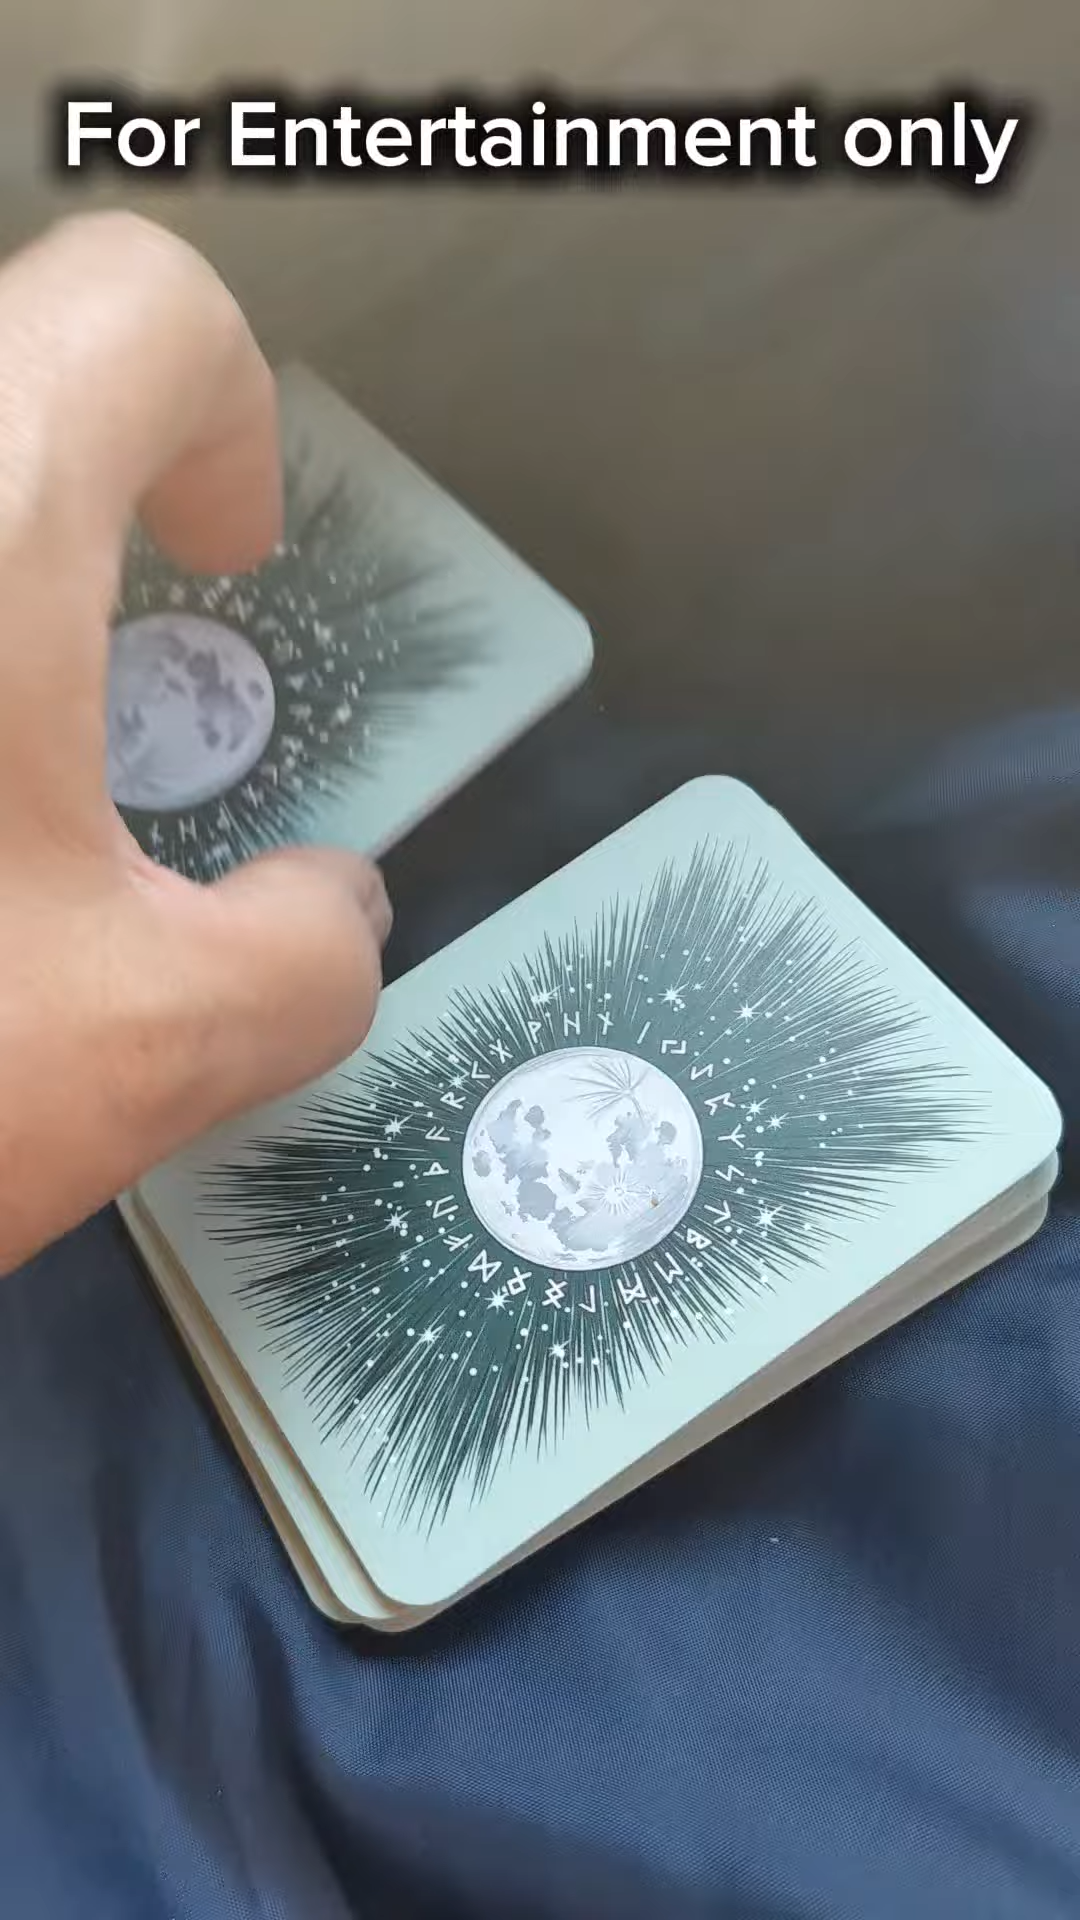 For Entertainment only
ᚠ ᚢ ᚦ ᚨ ᚱ ᚲ ᚷ ᚹ ᚺ ᚾ ᛁ ᛃ ᛇ ᛈ ᛉ ᛊ ᛏ ᛒ ᛖ ᛗ ᛚ ᛜ ᛟ ᛞ